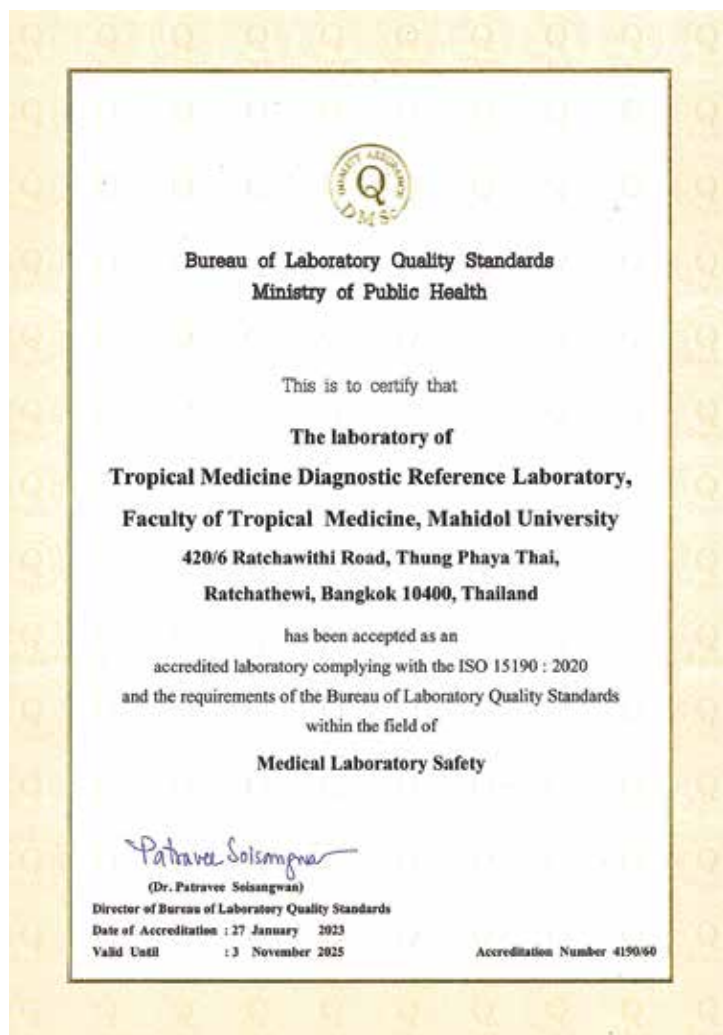 QUALITY ASSURANCE
Q
DMSc
Bureau of Laboratory Quality Standards
Ministry of Public Health
This is to certify that
The laboratory of
Tropical Medicine Diagnostic Reference Laboratory,
Faculty of Tropical Medicine, Mahidol University
420/6 Ratchawithi Road, Thung Phaya Thai,
Ratchathewi, Bangkok 10400, Thailand
has been accepted as an
accredited laboratory complying with the ISO 15190 : 2020
and the requirements of the Bureau of Laboratory Quality Standards
within the field of
Medical Laboratory Safety
Patravee Soisangwan
(Dr. Patravee Soisangwan)
Director of Bureau of Laboratory Quality Standards
Date of Accreditation : 27 January 2023
Valid Until : 3 November 2025
Accreditation Number 4190/60